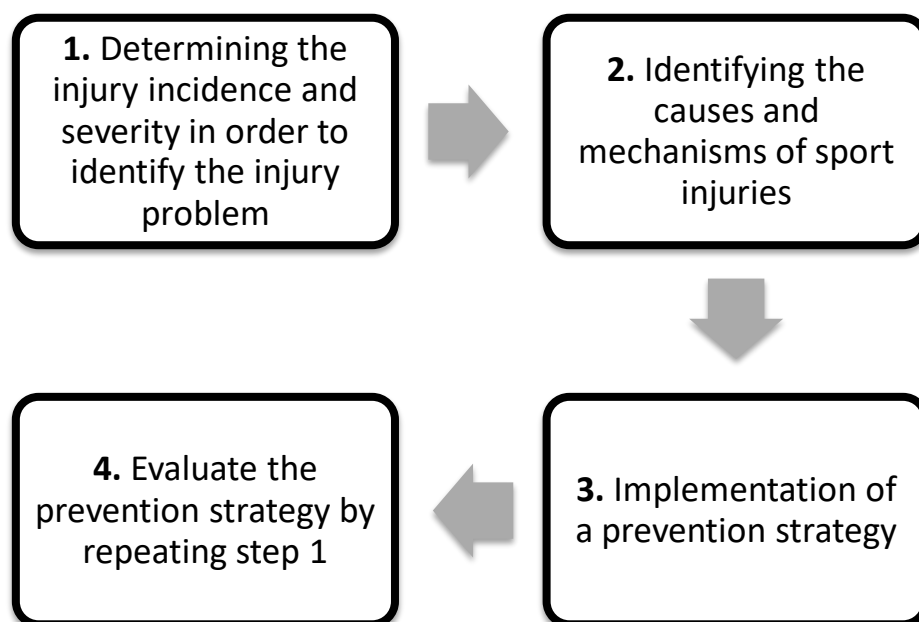 1. Determining the
injury incidence and
severity in order to
identify the injury
problem
2. Identifying the
causes and
mechanisms of sport
injuries
3. Implementation of
a prevention strategy
4. Evaluate the
prevention strategy by
repeating step 1